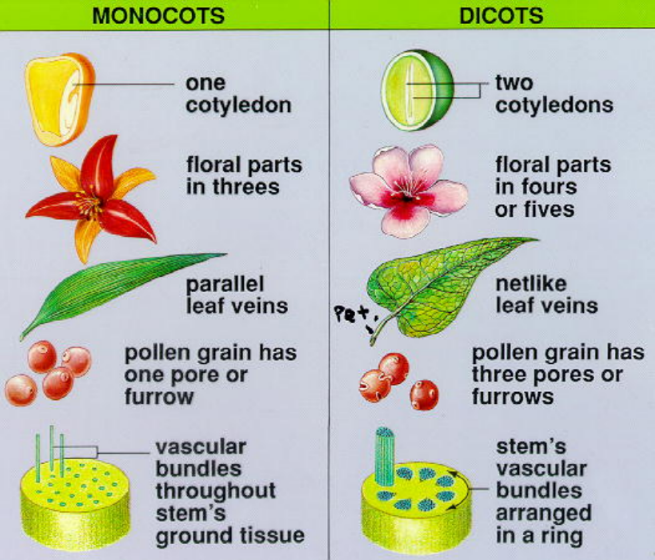 MONOCOTS
DICOTS
one
cotyledon
two
cotyledons
floral parts
in threes
floral parts
in fours
or fives
parallel
leaf veins
netlike
leaf veins
Pet.
pollen grain has
one pore or
furrow
pollen grain has
three pores or
furrows
vascular
bundles
throughout
stem's
ground tissue
stem's
vascular
bundles
arranged
in a ring